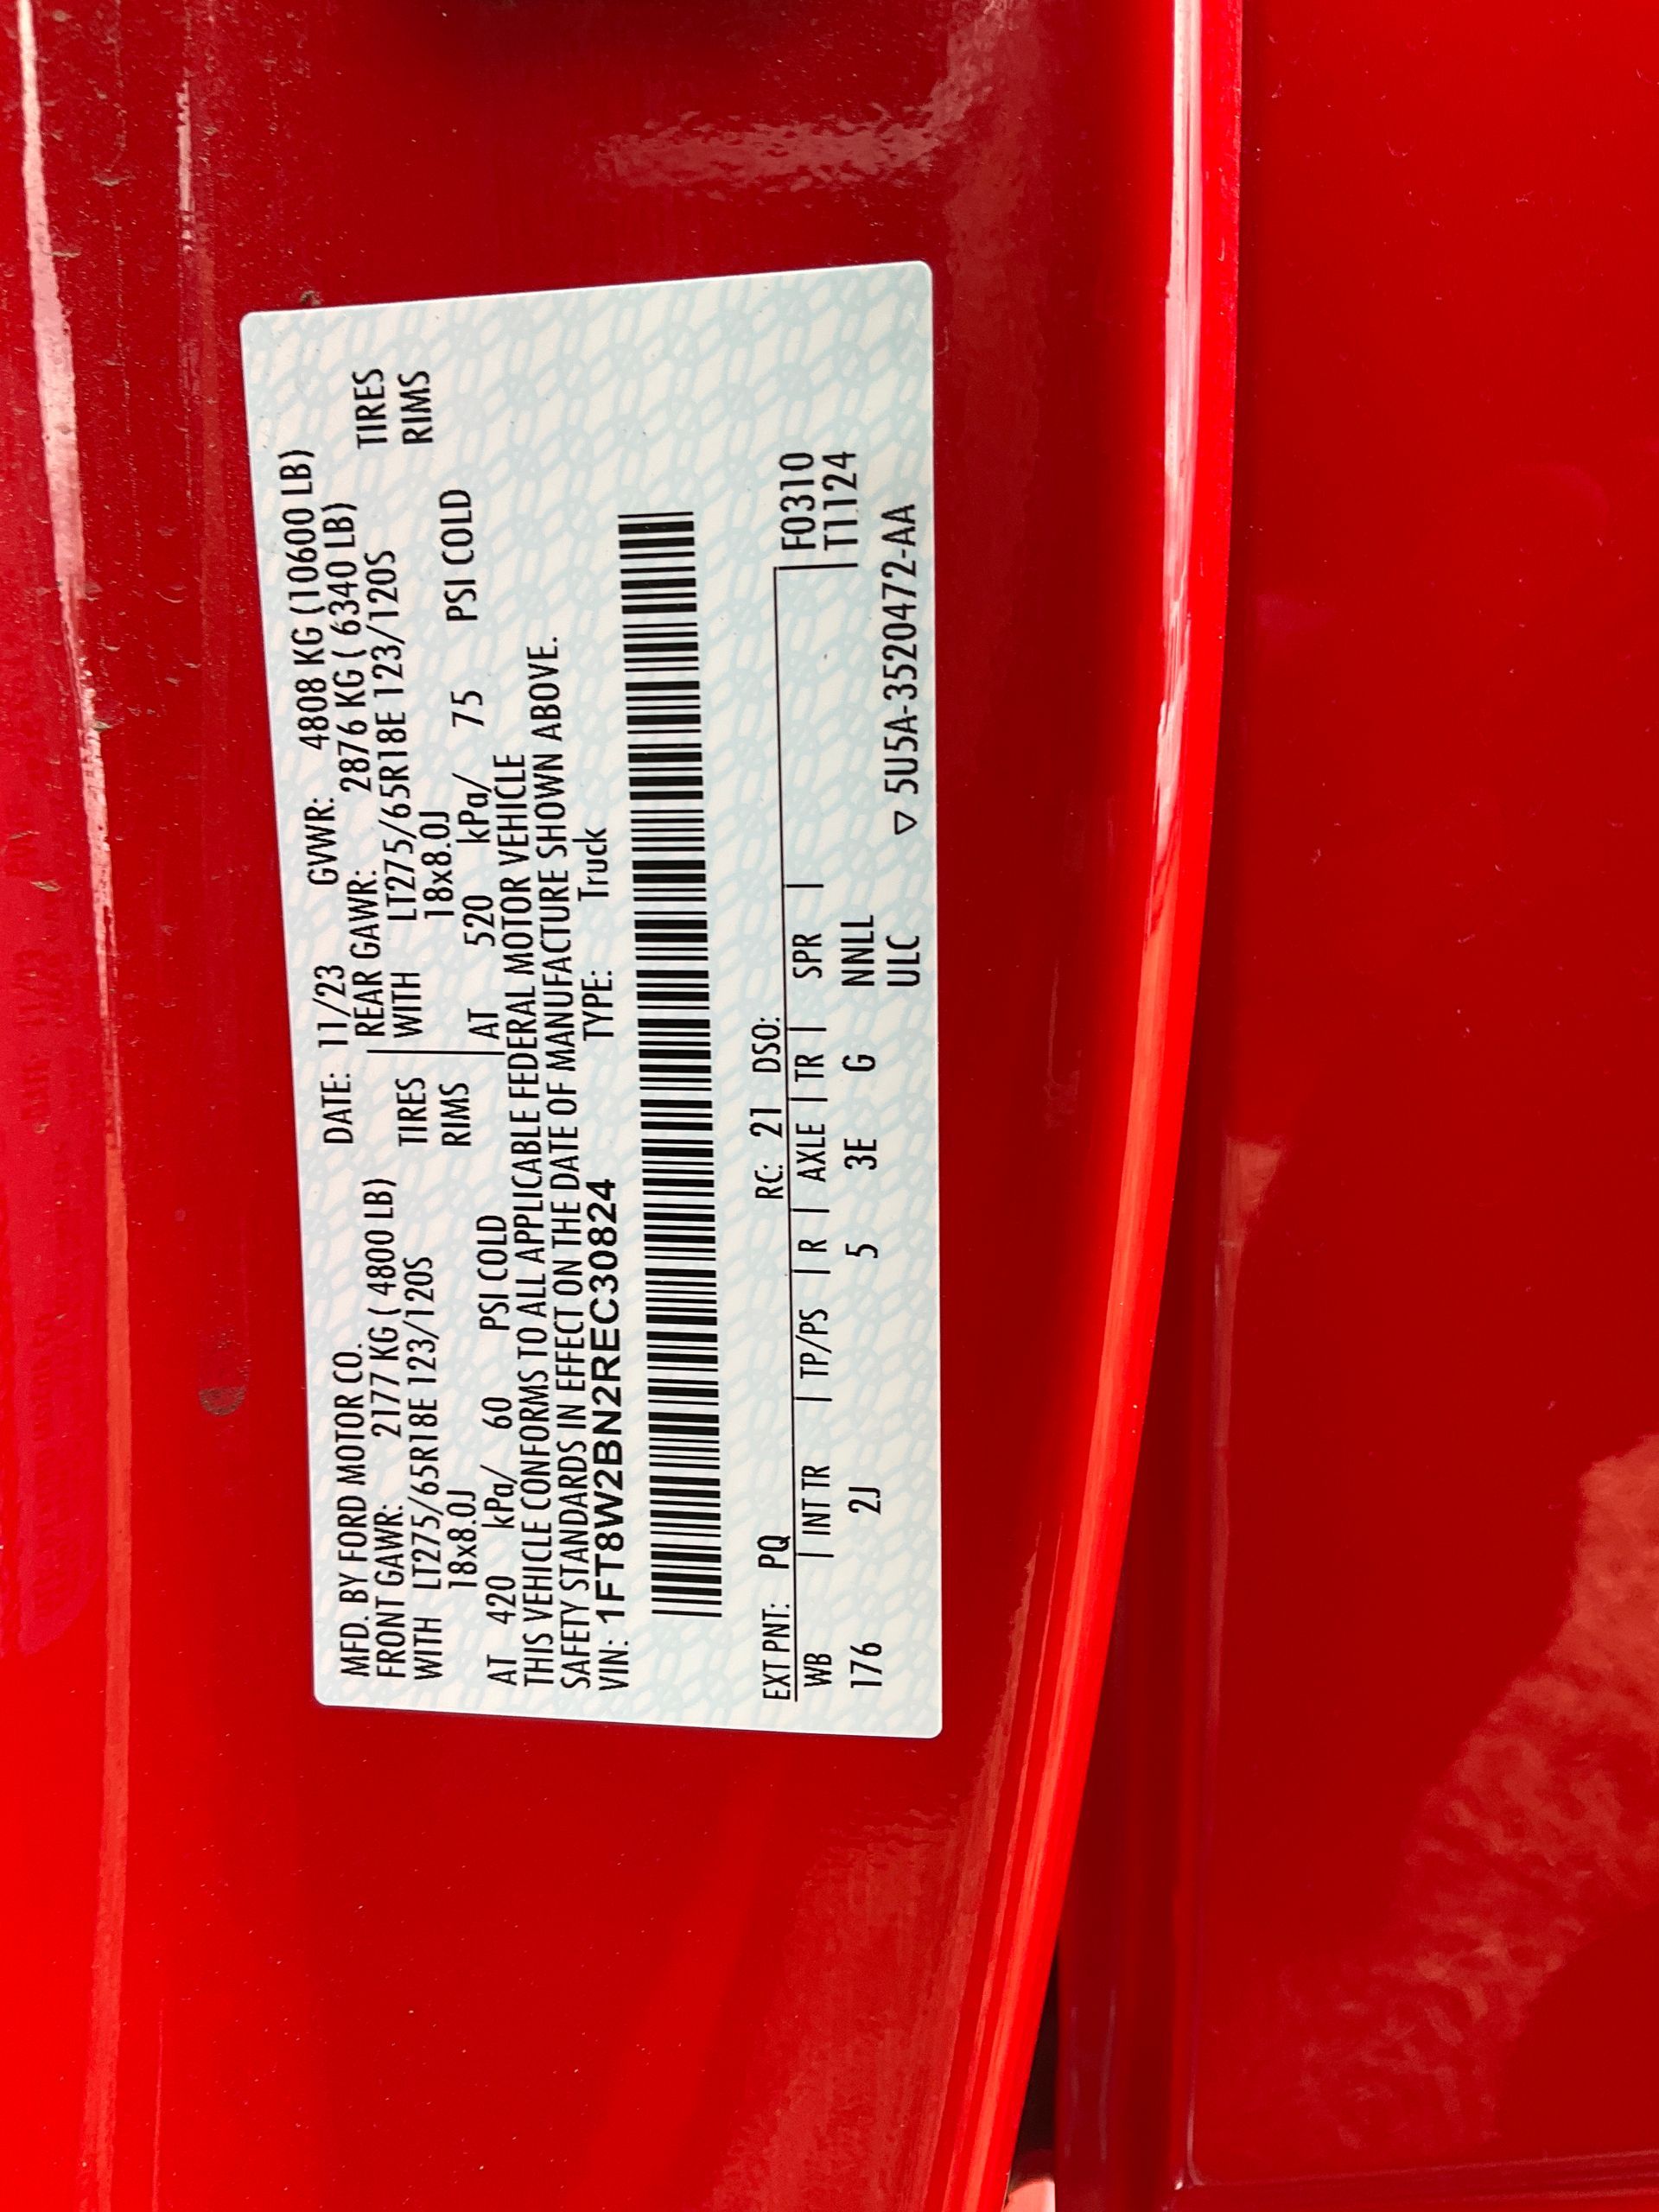 MFD. BY FORD MOTOR CO. DATE: 11/23 GVWR: 4808 KG (10600 LB)
FRONT GAWR: 2177 KG ( 4800 LB) REAR GAWR: 2876 KG ( 6340 LB)
WITH LT275/65R18E 123/120S TIRES WITH LT275/65R18E 123/120S TIRES
18x8.0J RIMS 18x8.0J RIMS
AT 420 kPa/ 60 PSI COLD AT 520 kPa/ 75 PSI COLD
THIS VEHICLE CONFORMS TO ALL APPLICABLE FEDERAL MOTOR VEHICLE
SAFETY STANDARDS IN EFFECT ON THE DATE OF MANUFACTURE SHOWN ABOVE.
VIN: 1FT8W2BN2REC30824 TYPE: Truck
EXT PNT: PQ RC: 21 DSO: F0310
WB | INT TR | TP/PS | R | AXLE | TR | SPR | T1124
176 2J 5 3E G NNLL
ULC ▽ 5U5A-3520472-AA